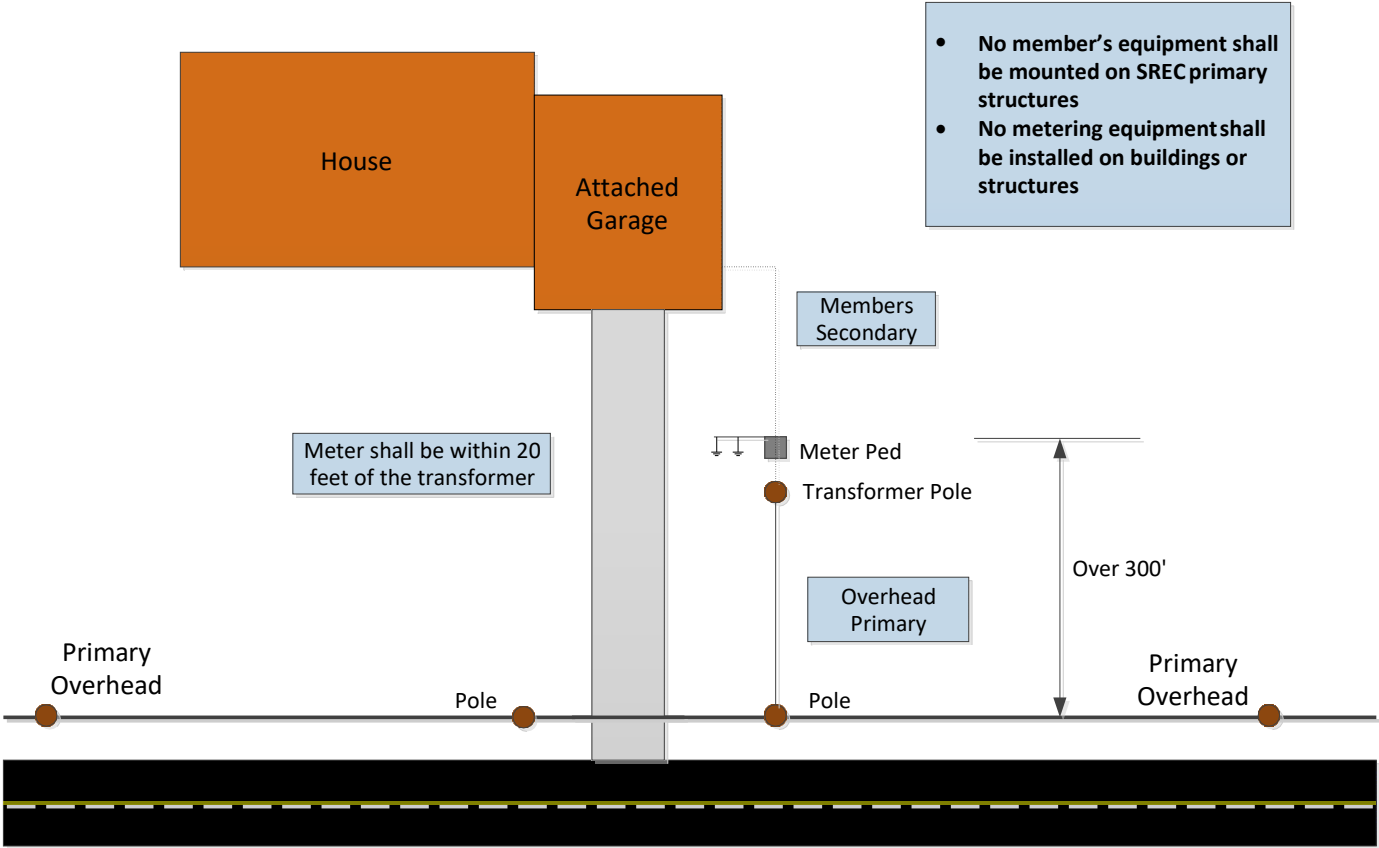 • No member’s equipment shall
be mounted on SREC primary
structures
• No metering equipment shall
be installed on buildings or
structures
House
Attached
Garage
Members
Secondary
Meter shall be within 20
feet of the transformer
Meter Ped
Transformer Pole
Over 300'
Overhead
Primary
Primary
Overhead
Pole
Pole
Primary
Overhead